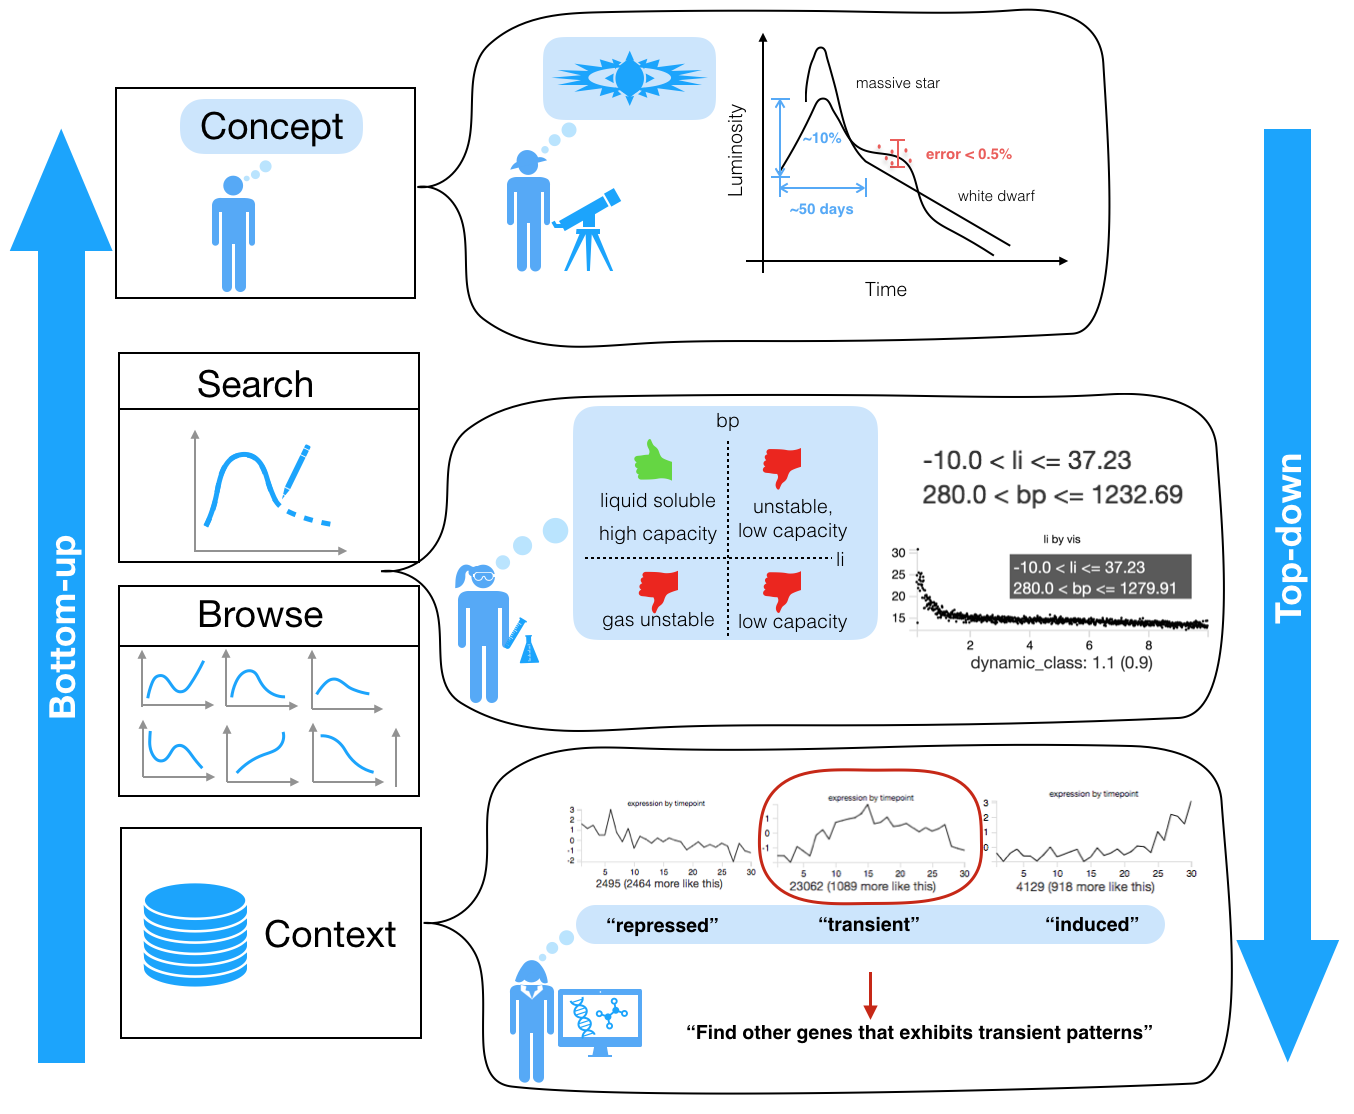 Concept
massive star
Luminosity
~10%
error < 0.5%
white dwarf
~50 days
Time
Search
Browse
Bottom-up
Top-down
bp
liquid soluble
high capacity
unstable,
low capacity
li
gas unstable
low capacity
-10.0 < li <= 37.23
280.0 < bp <= 1232.69
li by vis
-10.0 < li <= 37.23
280.0 < bp <= 1279.91
30
25
20
15
2 4 6 8
dynamic_class: 1.1 (0.9)
Context
expression by timepoint
3
2
1
0
-1
-2
5 10 15 20 25 30
2495 (2464 more like this)
expression by timepoint
1
0
-1
5 10 15 20 25 30
23062 (1089 more like this)
expression by timepoint
3
2
1
0
5 10 15 20 25 30
4129 (918 more like this)
“repressed”
“transient”
“induced”
“Find other genes that exhibits transient patterns”